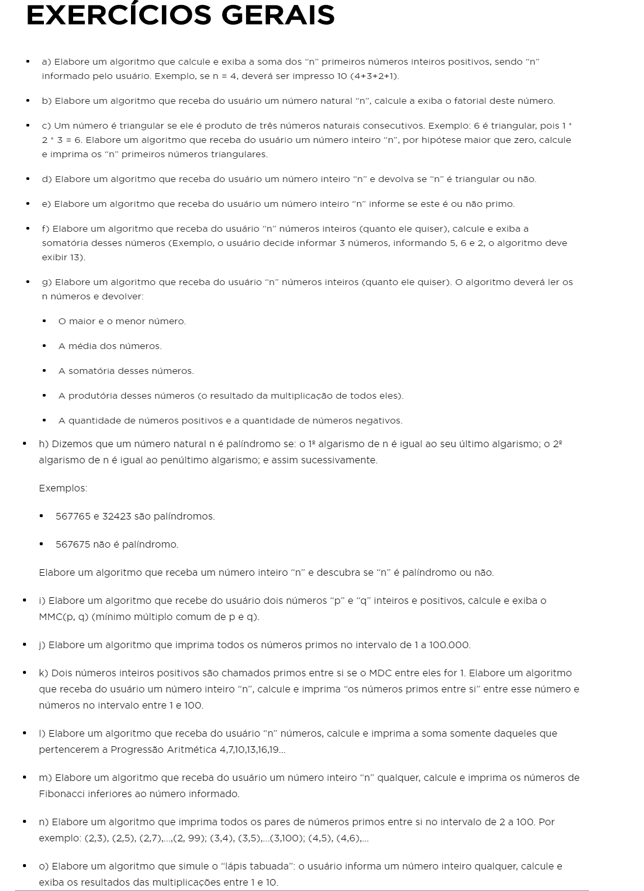 EXERCÍCIOS GERAIS
▪ a) Elabore um algoritmo que calcule e exiba a soma dos “n” primeiros números inteiros positivos, sendo “n”
informado pelo usuário. Exemplo, se n = 4, deverá ser impresso 10 (4+3+2+1).
▪ b) Elabore um algoritmo que receba do usuário um número natural “n”, calcule a exiba o fatorial deste número.
▪ c) Um número é triangular se ele é produto de três números naturais consecutivos. Exemplo: 6 é triangular, pois 1 *
2 * 3 = 6. Elabore um algoritmo que receba do usuário um número inteiro “n”, por hipótese maior que zero, calcule
e imprima os “n” primeiros números triangulares.
▪ d) Elabore um algoritmo que receba do usuário um número inteiro “n” e devolva se “n” é triangular ou não.
▪ e) Elabore um algoritmo que receba do usuário um número inteiro “n” informe se este é ou não primo.
▪ f) Elabore um algoritmo que receba do usuário “n” números inteiros (quanto ele quiser), calcule e exiba a
somatória desses números (Exemplo, o usuário decide informar 3 números, informando 5, 6 e 2, o algoritmo deve
exibir 13).
▪ g) Elabore um algoritmo que receba do usuário “n” números inteiros (quanto ele quiser). O algoritmo deverá ler os
n números e devolver:
▪ O maior e o menor número.
▪ A média dos números.
▪ A somatória desses números.
▪ A produtória desses números (o resultado da multiplicação de todos eles).
▪ A quantidade de números positivos e a quantidade de números negativos.
▪ h) Dizemos que um número natural n é palíndromo se: o 1º algarismo de n é igual ao seu último algarismo; o 2º
algarismo de n é igual ao penúltimo algarismo; e assim sucessivamente.
Exemplos:
▪ 567765 e 32423 são palíndromos.
▪ 567675 não é palíndromo.
Elabore um algoritmo que receba um número inteiro “n” e descubra se “n” é palíndromo ou não.
▪ i) Elabore um algoritmo que recebe do usuário dois números “p” e “q” inteiros e positivos, calcule e exiba o
MMC(p, q) (mínimo múltiplo comum de p e q).
▪ j) Elabore um algoritmo que imprima todos os números primos no intervalo de 1 a 100.000.
▪ k) Dois números inteiros positivos são chamados primos entre si se o MDC entre eles for 1. Elabore um algoritmo
que receba do usuário um número inteiro “n”, calcule e imprima “os números primos entre si” entre esse número e
números no intervalo entre 1 e 100.
▪ l) Elabore um algoritmo que receba do usuário “n” números, calcule e imprima a soma somente daqueles que
pertencerem a Progressão Aritmética 4,7,10,13,16,19...
▪ m) Elabore um algoritmo que receba do usuário um número inteiro “n” qualquer, calcule e imprima os números de
Fibonacci inferiores ao número informado.
▪ n) Elabore um algoritmo que imprima todos os pares de números primos entre si no intervalo de 2 a 100. Por
exemplo: (2,3), (2,5), (2,7),...,(2, 99); (3,4), (3,5),...(3,100); (4,5), (4,6),...
▪ o) Elabore um algoritmo que simule o “lápis tabuada”: o usuário informa um número inteiro qualquer, calcule e
exiba os resultados das multiplicações entre 1 e 10.